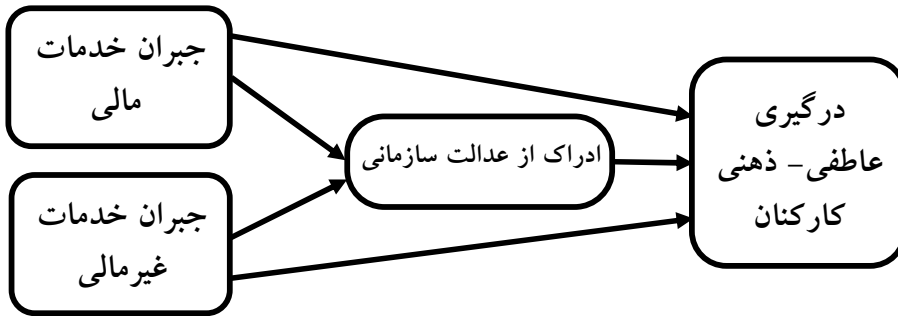 جبران خدمات
مالی
ادراک از عدالت سازمانی
درگیری
عاطفی- ذهنی
کارکنان
جبران خدمات
غیرمالی